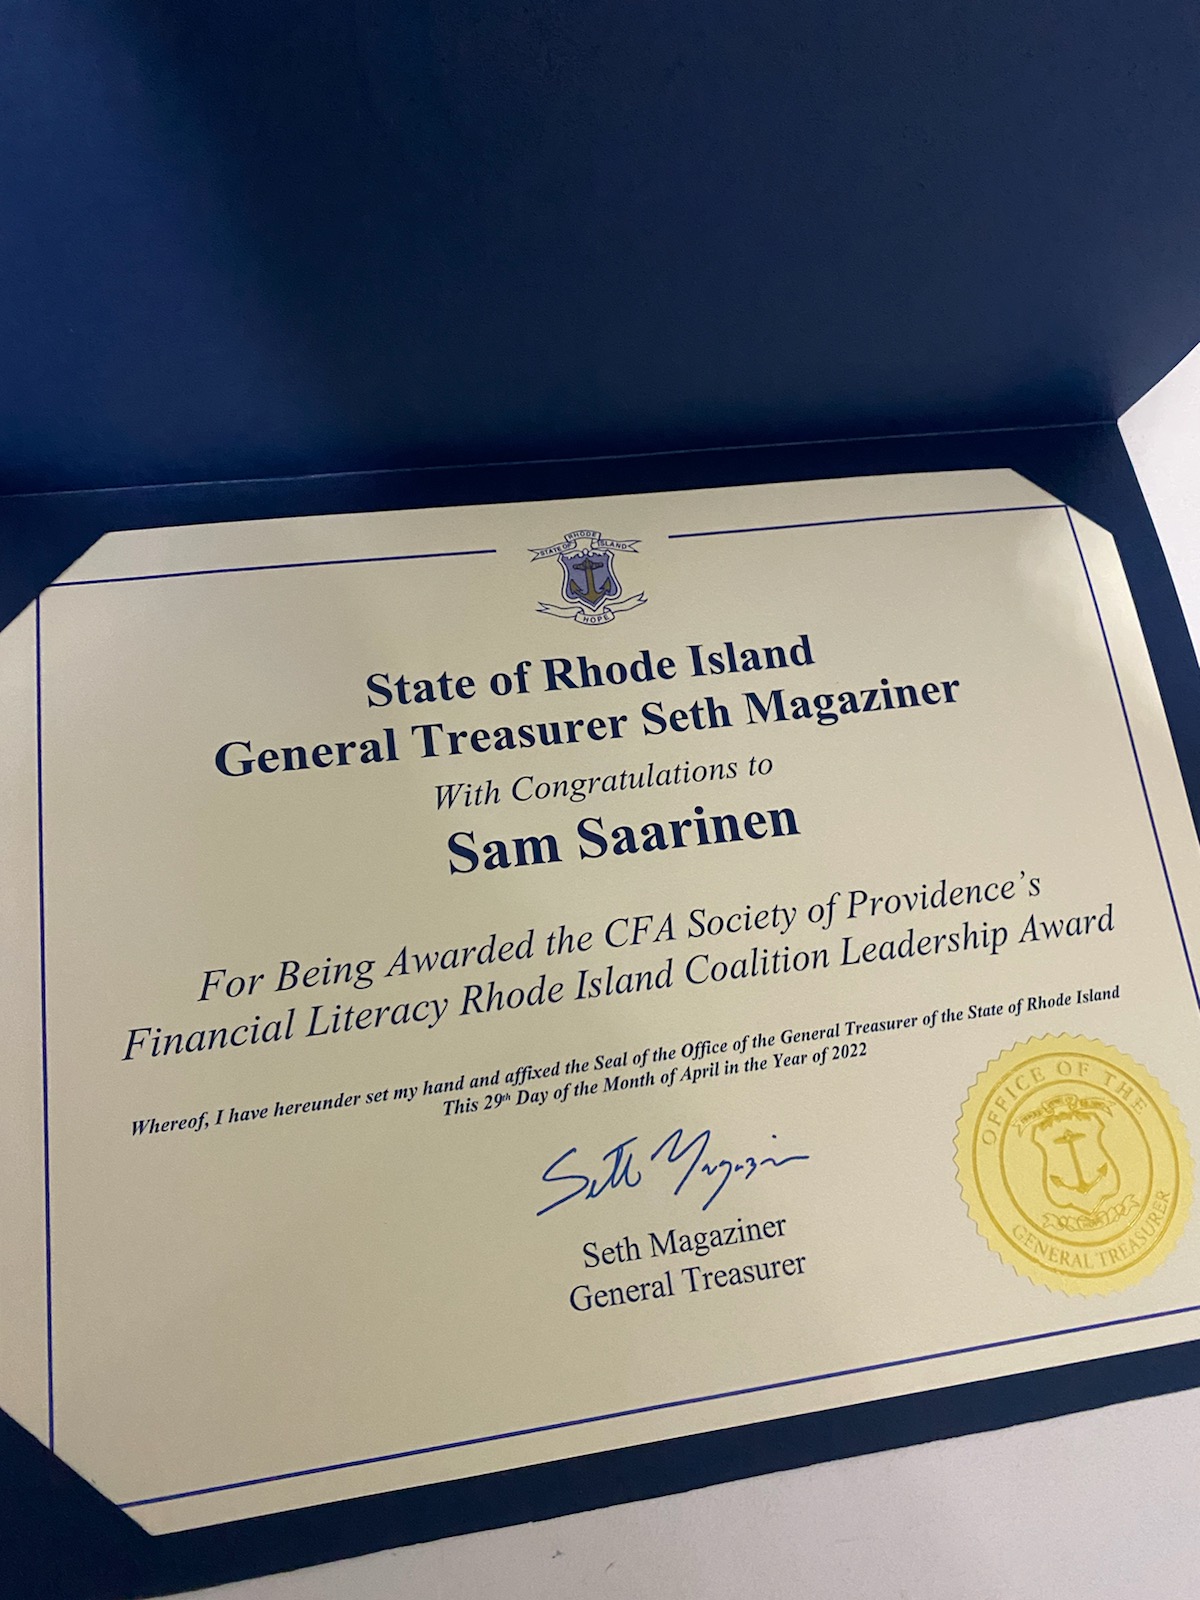 STATE OF RHODE ISLAND
HOPE
State of Rhode Island
General Treasurer Seth Magaziner
With Congratulations to
Sam Saarinen
For Being Awarded the CFA Society of Providence's
Financial Literacy Rhode Island Coalition Leadership Award
Whereof, I have hereunder set my hand and affixed the Seal of the Office of the General Treasurer of the State of Rhode Island
This 29th Day of the Month of April in the Year of 2022
Seth Magaziner
Seth Magaziner
General Treasurer
OFFICE OF THE
GENERAL TREASURER